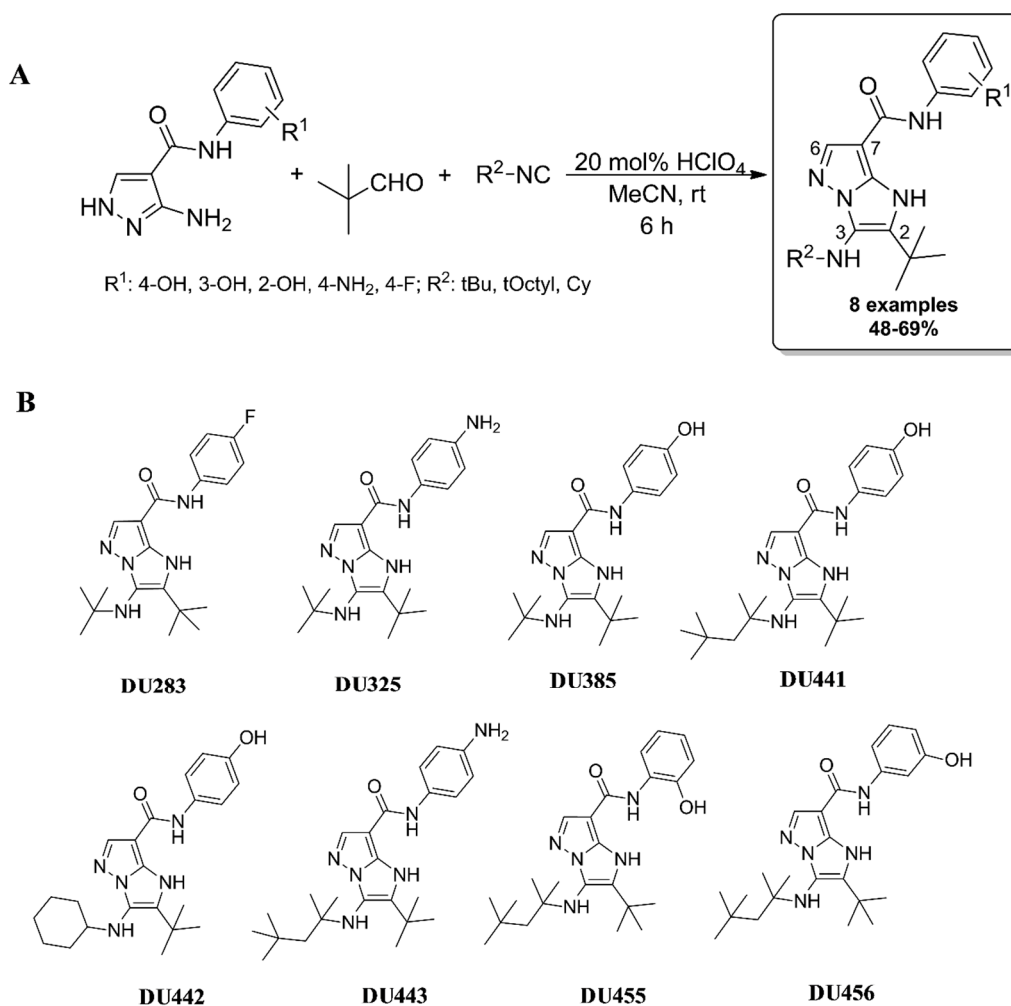 A
O
NH
R¹
HN
N
NH₂
+
CHO
+
R²-NC
20 mol% HClO₄
MeCN, rt
6 h
R¹: 4-OH, 3-OH, 2-OH, 4-NH₂, 4-F; R²: tBu, tOctyl, Cy
O
NH
R¹
6
7
N
N
NH
3
2
R²-NH
8 examples
48-69%
B
F
O
NH
N
N
NH
NH
DU283
NH₂
O
N
H
N
N
NH
NH
DU325
OH
O
N
H
N
N
NH
NH
DU385
OH
O
N
H
N
N
NH
NH
DU441
OH
O
N
H
N
N
NH
NH
DU442
NH₂
O
N
H
N
N
NH
NH
DU443
O
NH
OH
N
N
NH
NH
DU455
O
NH
OH
N
N
NH
NH
DU456